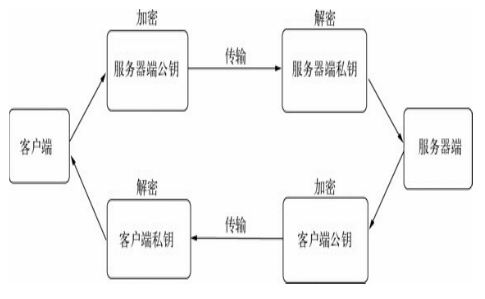 加密
解密
服务器端公钥
传输
服务器端私钥
客户端
服务器端
解密
加密
客户端私钥
传输
客户端公钥